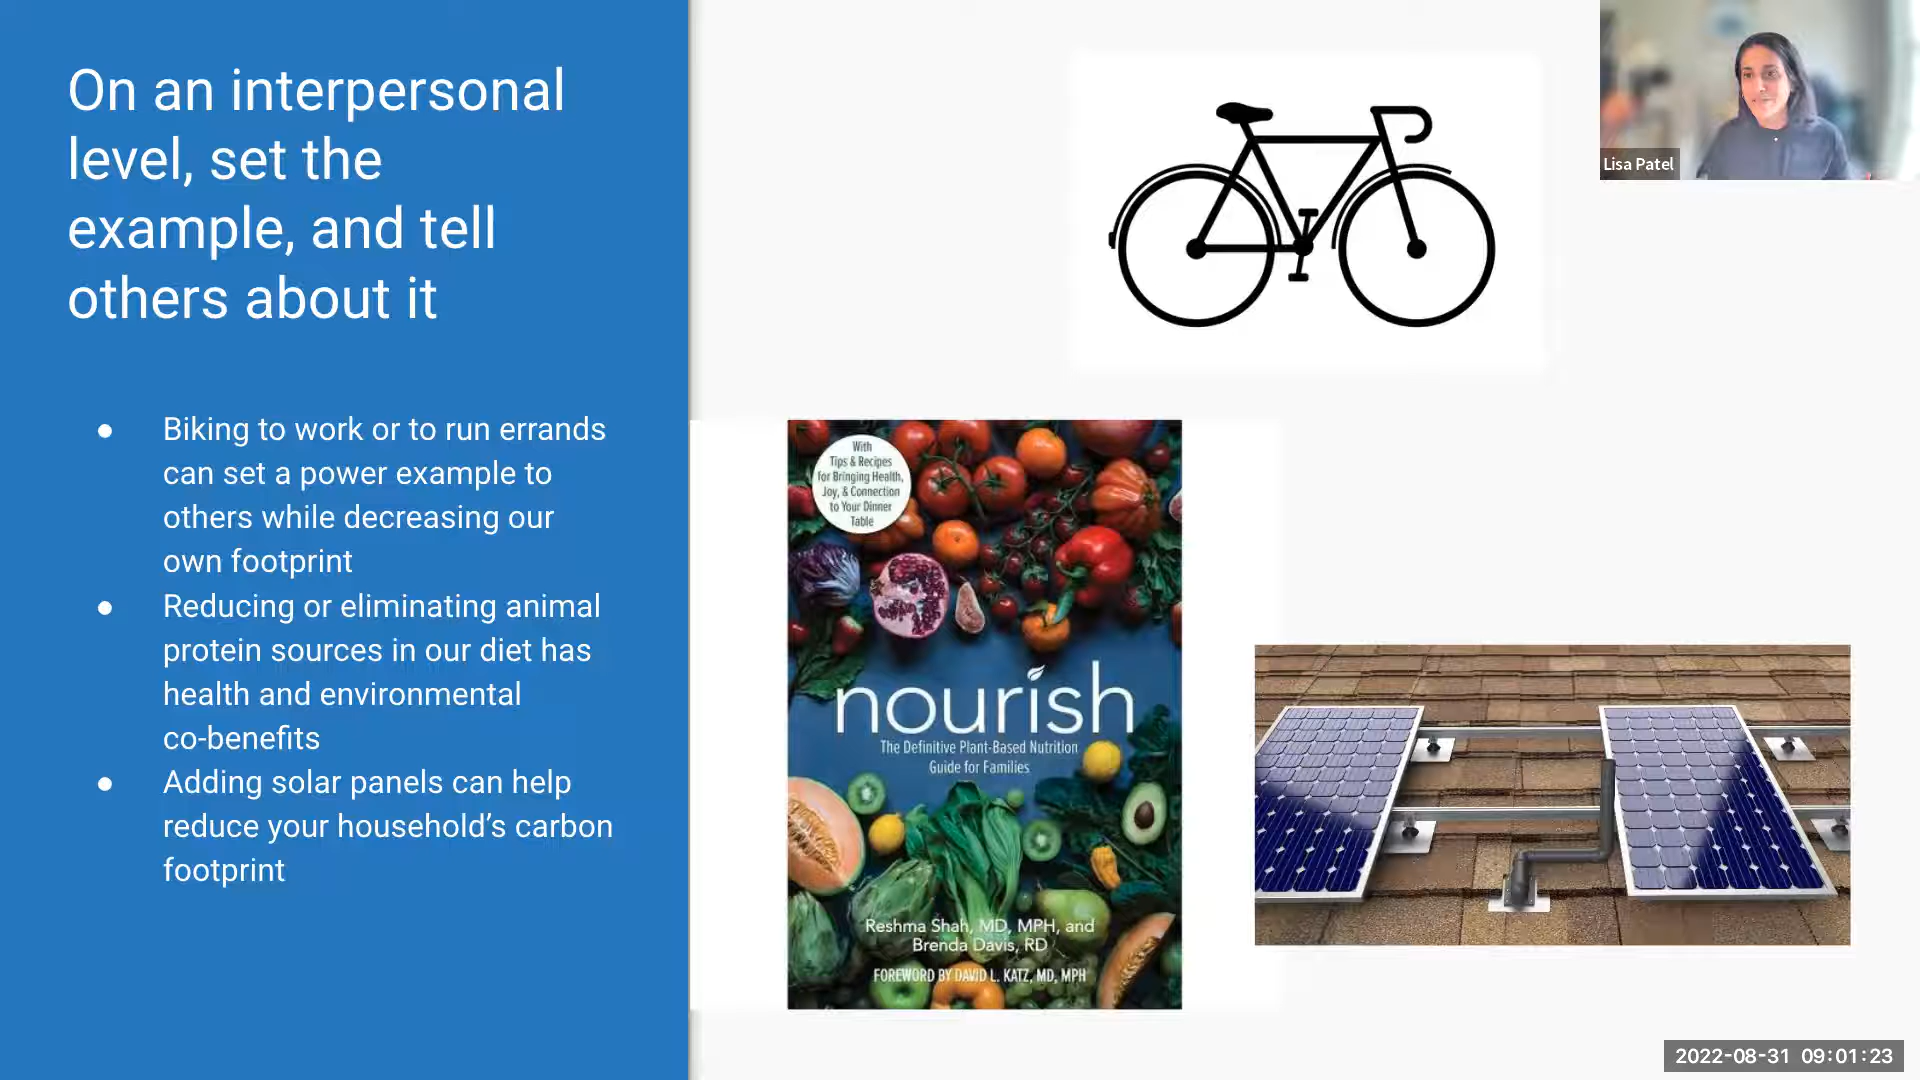 On an interpersonal
level, set the
example, and tell
others about it
● Biking to work or to run errands
can set a power example to
others while decreasing our
own footprint
● Reducing or eliminating animal
protein sources in our diet has
health and environmental
co-benefits
● Adding solar panels can help
reduce your household’s carbon
footprint
With
Tips & Recipes
for Bringing Health,
Joy, & Connection
to Your Dinner
Table
nourish
The Definitive Plant-Based Nutrition
Guide for Families
Reshma Shah, MD, MPH, and
Brenda Davis, RD
FOREWORD BY DAVID L. KATZ, MD, MPH
Lisa Patel
2022-08-31 09:01:23